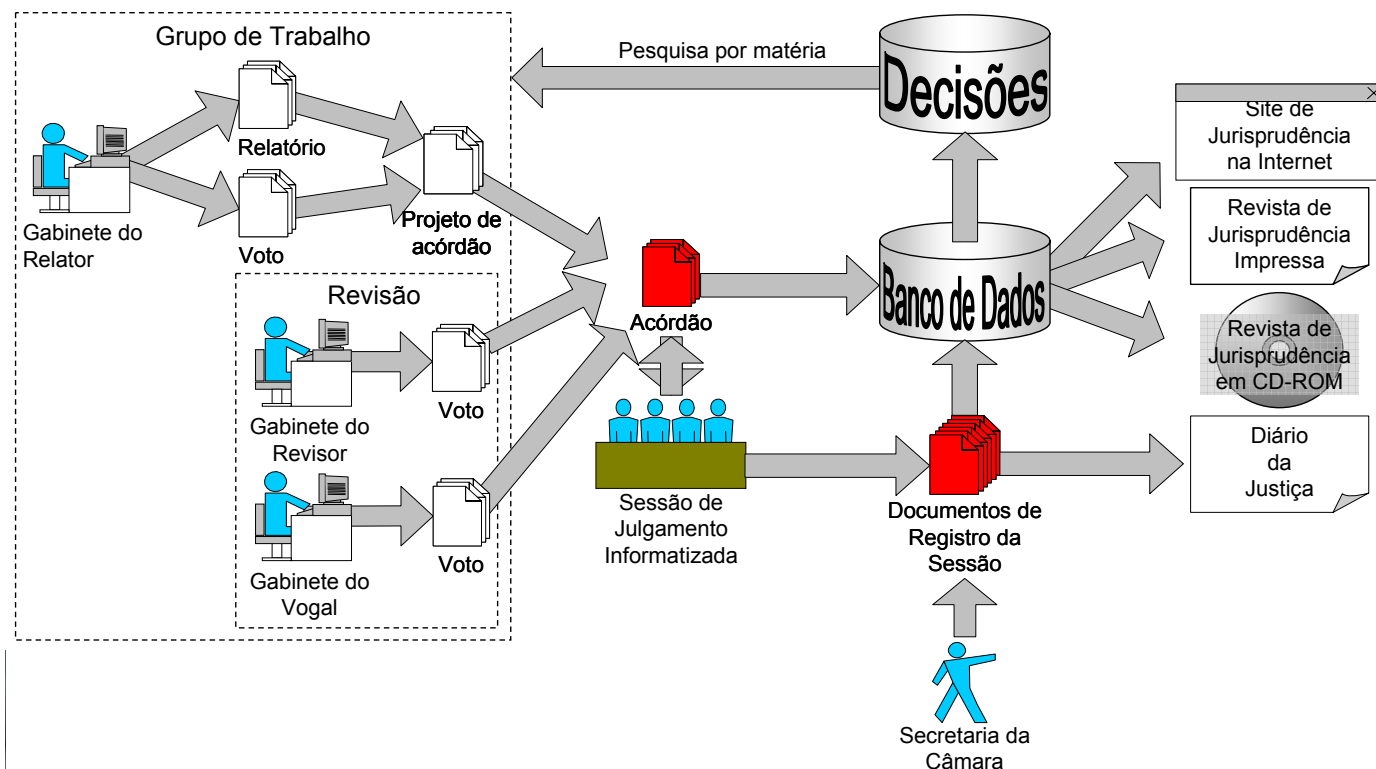 Grupo de Trabalho
Relatório
Gabinete do
Relator
Voto
Projeto de
acórdão
Revisão
Gabinete do
Revisor
Voto
Gabinete do
Vogal
Voto
Pesquisa por matéria
Decisões
Acórdão
Banco de Dados
Sessão de
Julgamento
Informatizada
Documentos de
Registro da
Sessão
Secretaria da
Câmara
Site de
Jurisprudência
na Internet
Revista de
Jurisprudência
Impressa
Revista de
Jurisprudência
em CD-ROM
Diário
da
Justiça